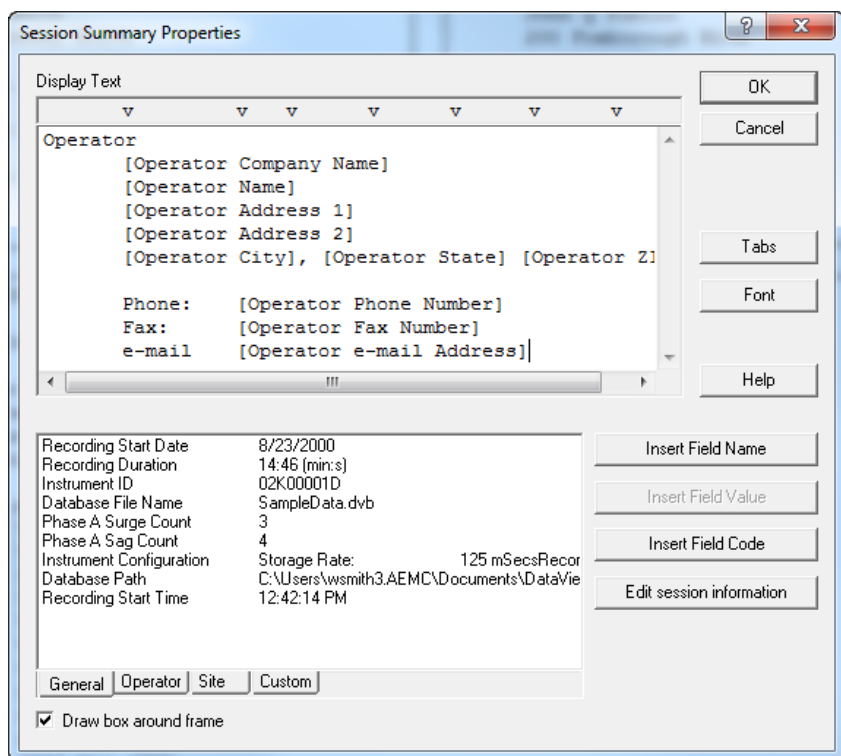 Session Summary Properties
Display Text
OK
Cancel
Operator
[Operator Company Name]
[Operator Name]
[Operator Address 1]
[Operator Address 2]
[Operator City], [Operator State] [Operator ZI
Phone: [Operator Phone Number]
Fax: [Operator Fax Number]
e-mail [Operator e-mail Address]
Tabs
Font
Help
Recording Start Date 8/23/2000
Recording Duration 14:46 (min:s)
Instrument ID 02K00001D
Database File Name SampleData.dvb
Phase A Surge Count 3
Phase A Sag Count 4
Instrument Configuration Storage Rate: 125 mSecsRecor
Database Path C:\Users\wsmith3.AEMC\Documents\DataVie
Recording Start Time 12:42:14 PM
Insert Field Name
Insert Field Value
Insert Field Code
Edit session information
General Operator Site Custom
Draw box around frame